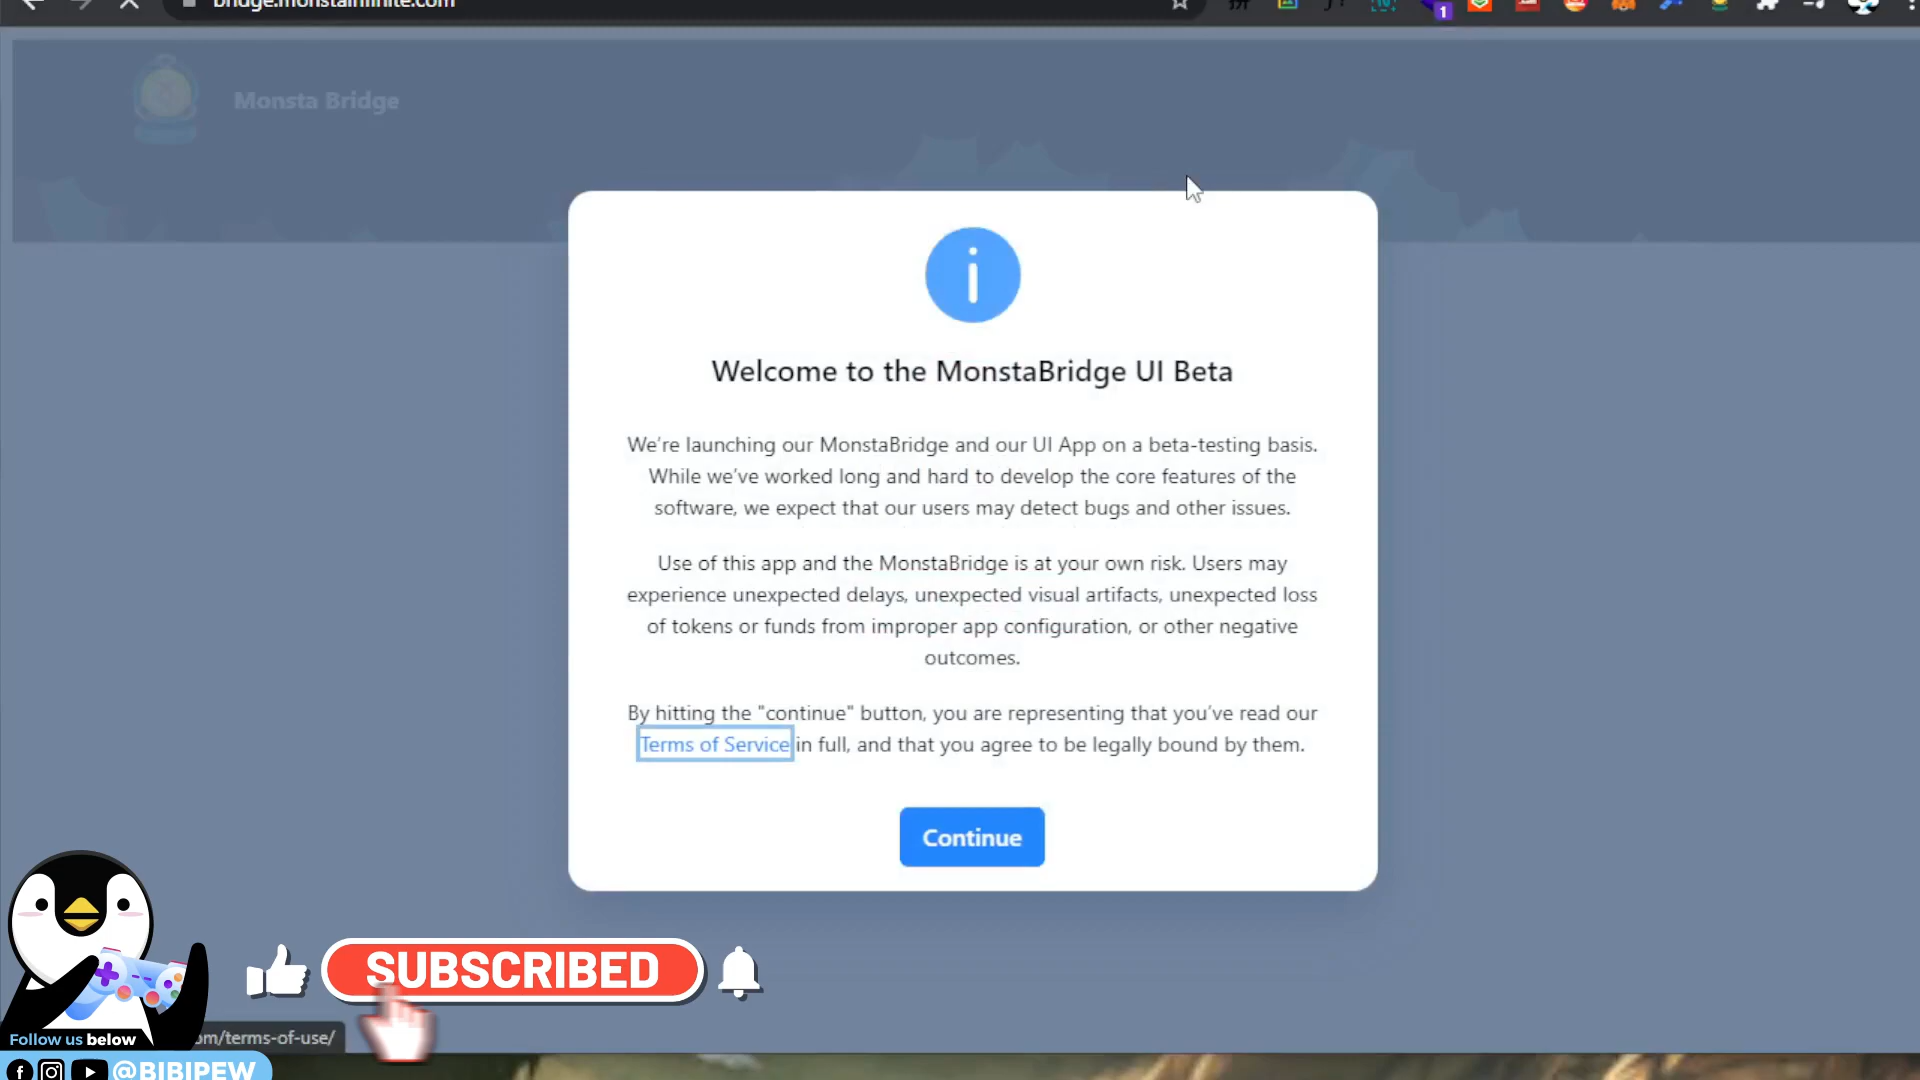 bridge.monstainfinite.com
1
Monsta Bridge
i
Welcome to the MonstaBridge UI Beta
We're launching our MonstaBridge and our UI App on a beta-testing basis.
While we've worked long and hard to develop the core features of the
software, we expect that our users may detect bugs and other issues.
Use of this app and the MonstaBridge is at your own risk. Users may
experience unexpected delays, unexpected visual artifacts, unexpected loss
of tokens or funds from improper app configuration, or other negative
outcomes.
By hitting the "continue" button, you are representing that you've read our
Terms of Service in full, and that you agree to be legally bound by them.
Continue
SUBSCRIBED
Follow us below
om/terms-of-use/
@BIBIPEW